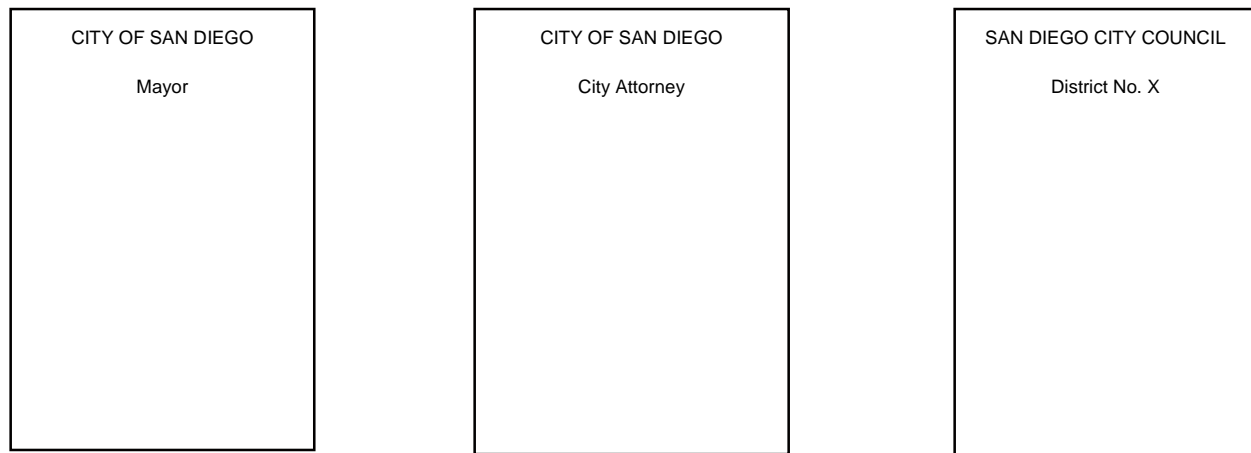 CITY OF SAN DIEGO
Mayor
CITY OF SAN DIEGO
City Attorney
SAN DIEGO CITY COUNCIL
District No. X